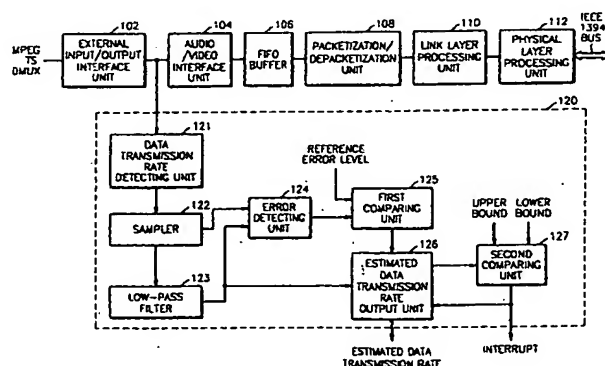 102
104
106
108
110
112
MPEG
TS
DMUX
EXTERNAL
INPUT/OUTPUT
INTERFACE
UNIT
AUDIO
/VIDEO
INTERFACE
UNIT
FIFO
BUFFER
PACKETIZATION/
DEPACKETIZATION
UNIT
LINK LAYER
PROCESSING
UNIT
PHYSICAL
LAYER
PROCESSING
UNIT
IEEE
1394
BUS
120
121
DATA
TRANSMISSION
RATE
DETECTING UNIT
122
SAMPLER
123
LOW-PASS
FILTER
124
ERROR
DETECTING
UNIT
REFERENCE
ERROR LEVEL
125
FIRST
COMPARING
UNIT
126
ESTIMATED
DATA
TRANSMISSION
RATE
OUTPUT UNIT
UPPER
BOUND
LOWER
BOUND
127
SECOND
COMPARING
UNIT
ESTIMATED DATA
TRANSMISSION RATE
INTERRUPT